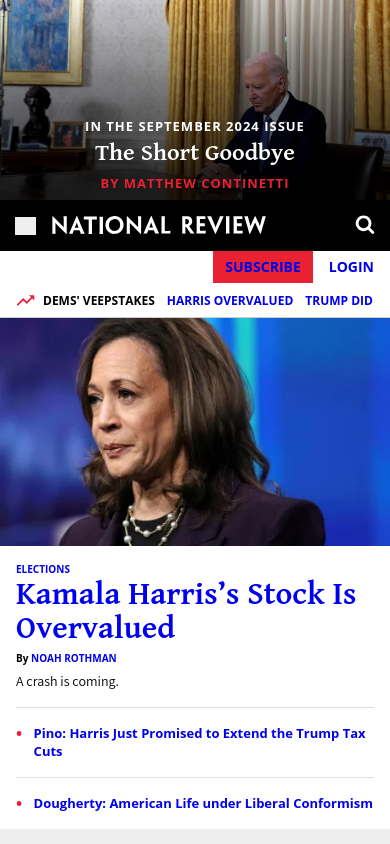 IN THE SEPTEMBER 2024 ISSUE
The Short Goodbye
BY MATTHEW CONTINETTI
NATIONAL REVIEW
SUBSCRIBE LOGIN
DEMS' VEEPSTAKES HARRIS OVERVALUED TRUMP DID
ELECTIONS
Kamala Harris’s Stock Is
Overvalued
By NOAH ROTHMAN
A crash is coming.
• Pino: Harris Just Promised to Extend the Trump Tax
Cuts
• Dougherty: American Life under Liberal Conformism